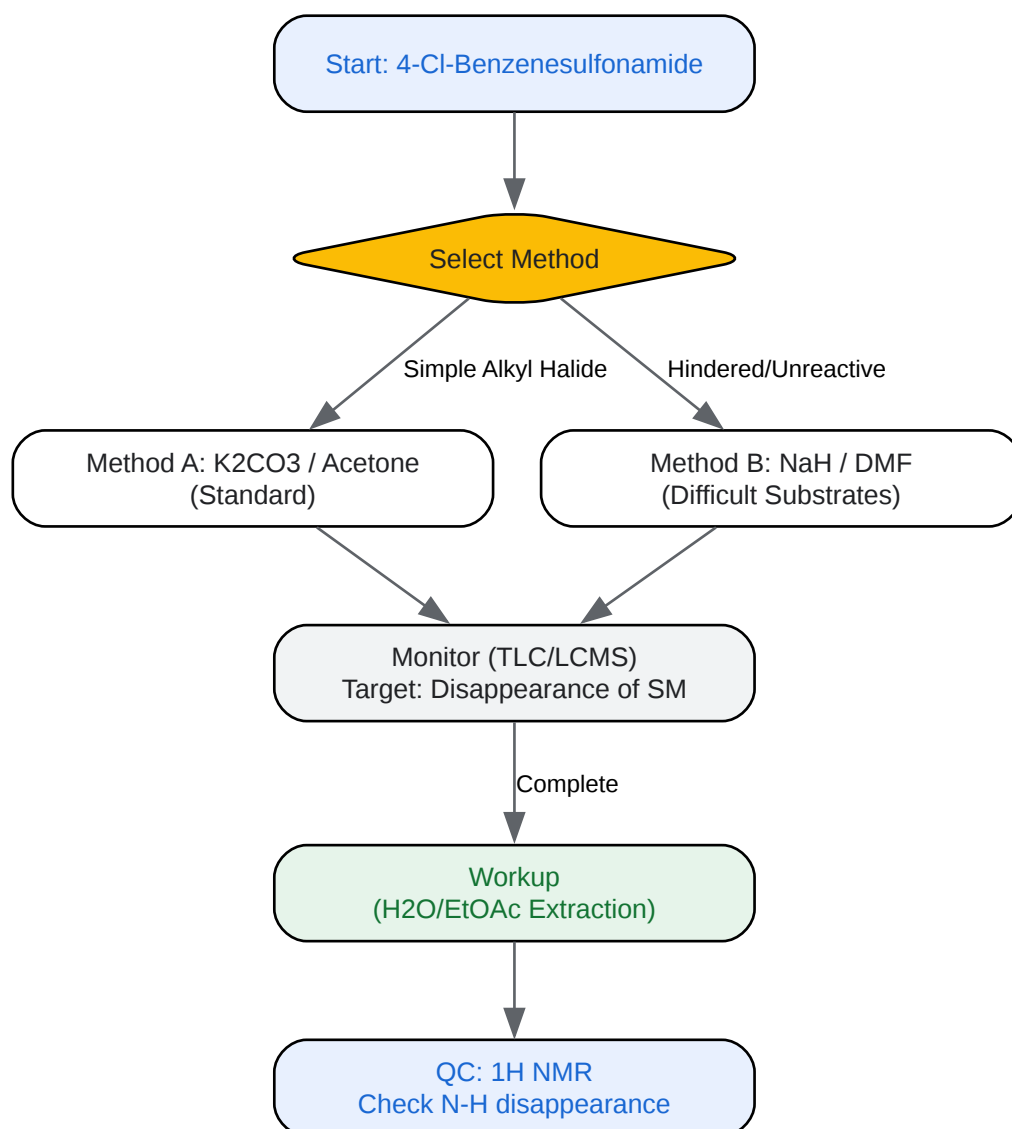 Start: 4-Cl-Benzenesulfonamide
Select Method
Simple Alkyl Halide
Hindered/Unreactive
Method A: K2CO3 / Acetone
(Standard)
Method B: NaH / DMF
(Difficult Substrates)
Monitor (TLC/LCMS)
Target: Disappearance of SM
Complete
Workup
(H2O/EtOAc Extraction)
QC: 1H NMR
Check N-H disappearance